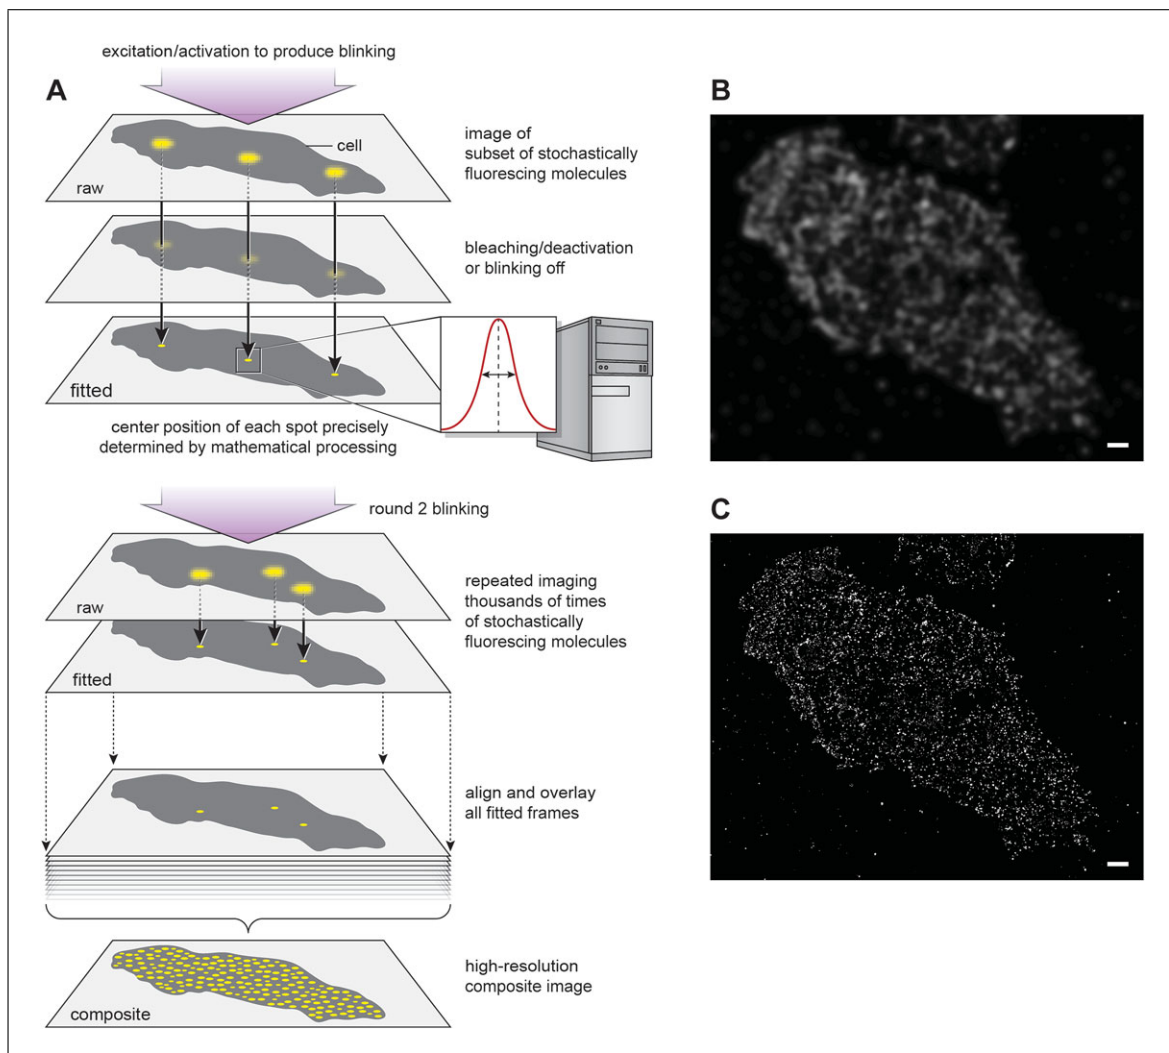 excitation/activation to produce blinking
A
cell
raw
image of
subset of stochastically
fluorescing molecules
bleaching/deactivation
or blinking off
fitted
center position of each spot precisely
determined by mathematical processing
round 2 blinking
raw
repeated imaging
thousands of times
of stochastically
fluorescing molecules
fitted
align and overlay
all fitted frames
high-resolution
composite image
composite
B
C